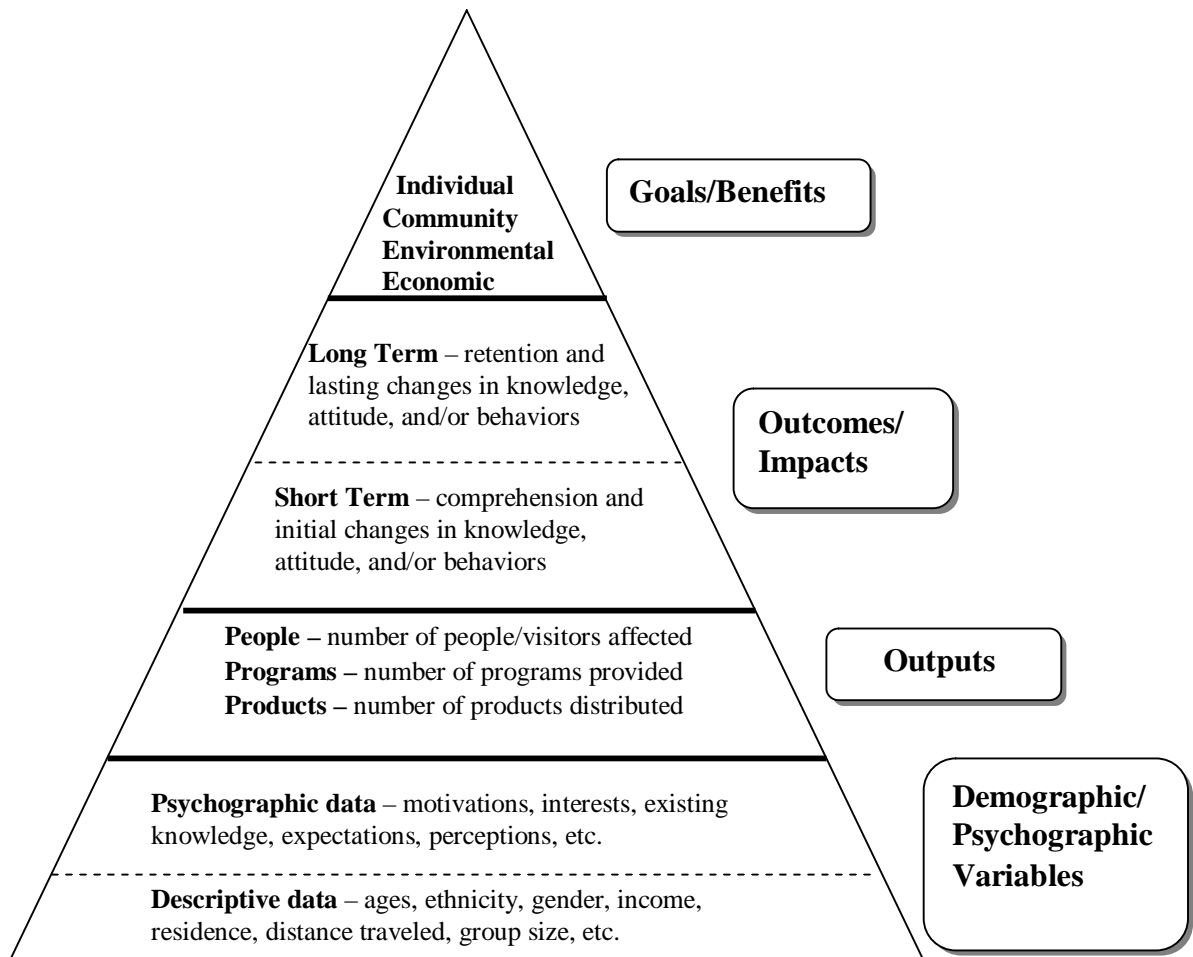 Individual
Community
Environmental
Economic
Goals/Benefits
Long Term – retention and
lasting changes in knowledge,
attitude, and/or behaviors
Short Term – comprehension and
initial changes in knowledge,
attitude, and/or behaviors
Outcomes/
Impacts
People – number of people/visitors affected
Programs – number of programs provided
Products – number of products distributed
Outputs
Psychographic data – motivations, interests, existing
knowledge, expectations, perceptions, etc.
Descriptive data – ages, ethnicity, gender, income,
residence, distance traveled, group size, etc.
Demographic/
Psychographic
Variables